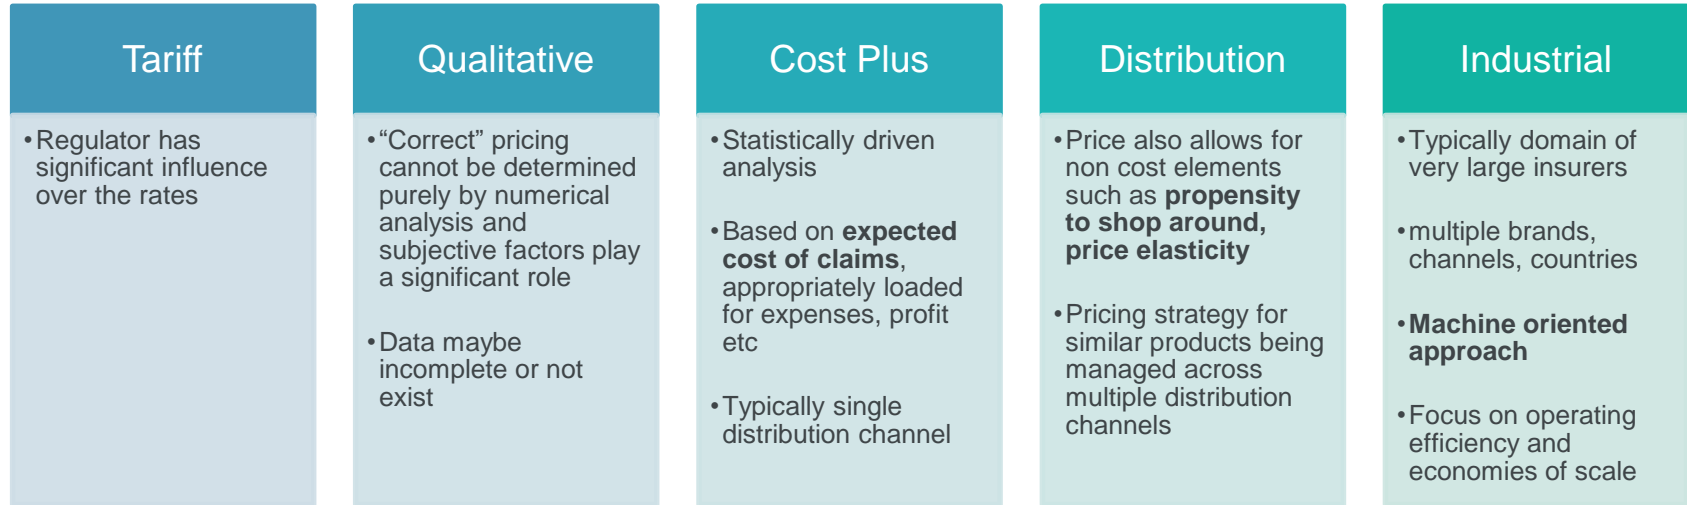 Tariff
•Regulator has
significant influence
over the rates
Qualitative
•“Correct” pricing
cannot be determined
purely by numerical
analysis and
subjective factors play
a significant role
•Data maybe
incomplete or not
exist
Cost Plus
•Statistically driven
analysis
•Based on expected
cost of claims,
appropriately loaded
for expenses, profit
etc
•Typically single
distribution channel
Distribution
•Price also allows for
non cost elements
such as propensity
to shop around,
price elasticity
•Pricing strategy for
similar products being
managed across
multiple distribution
channels
Industrial
•Typically domain of
very large insurers
•multiple brands,
channels, countries
•Machine oriented
approach
•Focus on operating
efficiency and
economies of scale